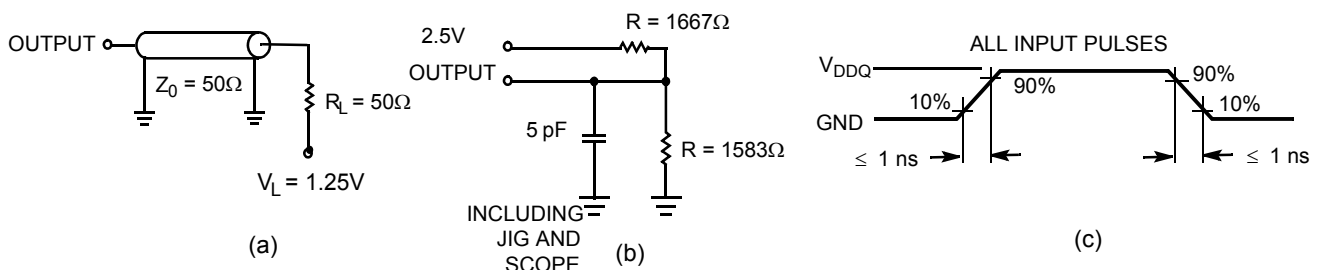 OUTPUT
Z0 = 50Ω
RL = 50Ω
VL = 1.25V
(a)
R = 1667Ω
2.5V
OUTPUT
5 pF
R = 1583Ω
INCLUDING
JIG AND
SCOPE
(b)
ALL INPUT PULSES
VDDQ
90%
90%
10%
10%
GND
≤ 1 ns
≤ 1 ns
(c)